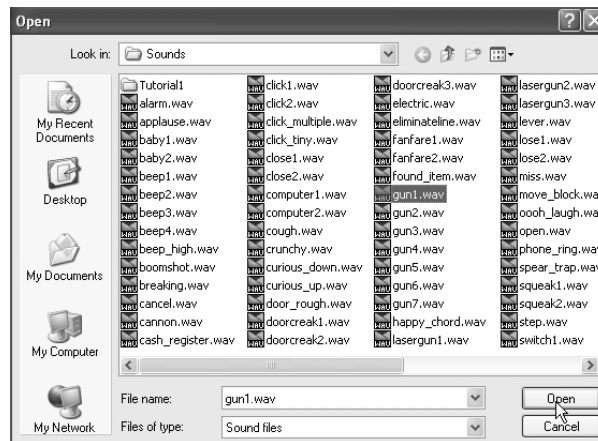 Open
Look in:
Sounds
My Recent
Documents
Desktop
My Documents
My Computer
My Network
Tutorial1
alarm.wav
applause.wav
baby1.wav
baby2.wav
beep1.wav
beep2.wav
beep3.wav
beep4.wav
beep_high.wav
boomshot.wav
breaking.wav
cancel.wav
cannon.wav
cash_register.wav
click1.wav
click2.wav
click_multiple.wav
click_tiny.wav
close1.wav
close2.wav
computer1.wav
computer2.wav
cough.wav
crunchy.wav
curious_down.wav
curious_up.wav
door_rough.wav
doorcreak1.wav
doorcreak2.wav
doorcreak3.wav
electric.wav
eliminateline.wav
fanfare1.wav
fanfare2.wav
found_item.wav
gun1.wav
gun2.wav
gun3.wav
gun4.wav
gun5.wav
gun6.wav
gun7.wav
happy_chord.wav
lasergun1.wav
lasergun2.wav
lasergun3.wav
lever.wav
lose1.wav
lose2.wav
miss.wav
move_block.wa
oooh_laugh.wa
open.wav
phone_ring.wa
spear_trap.wa
squeak1.wav
squeak2.wav
step.wav
switch1.wav
File name:
gun1.wav
Open
Files of type:
Sound files
Cancel